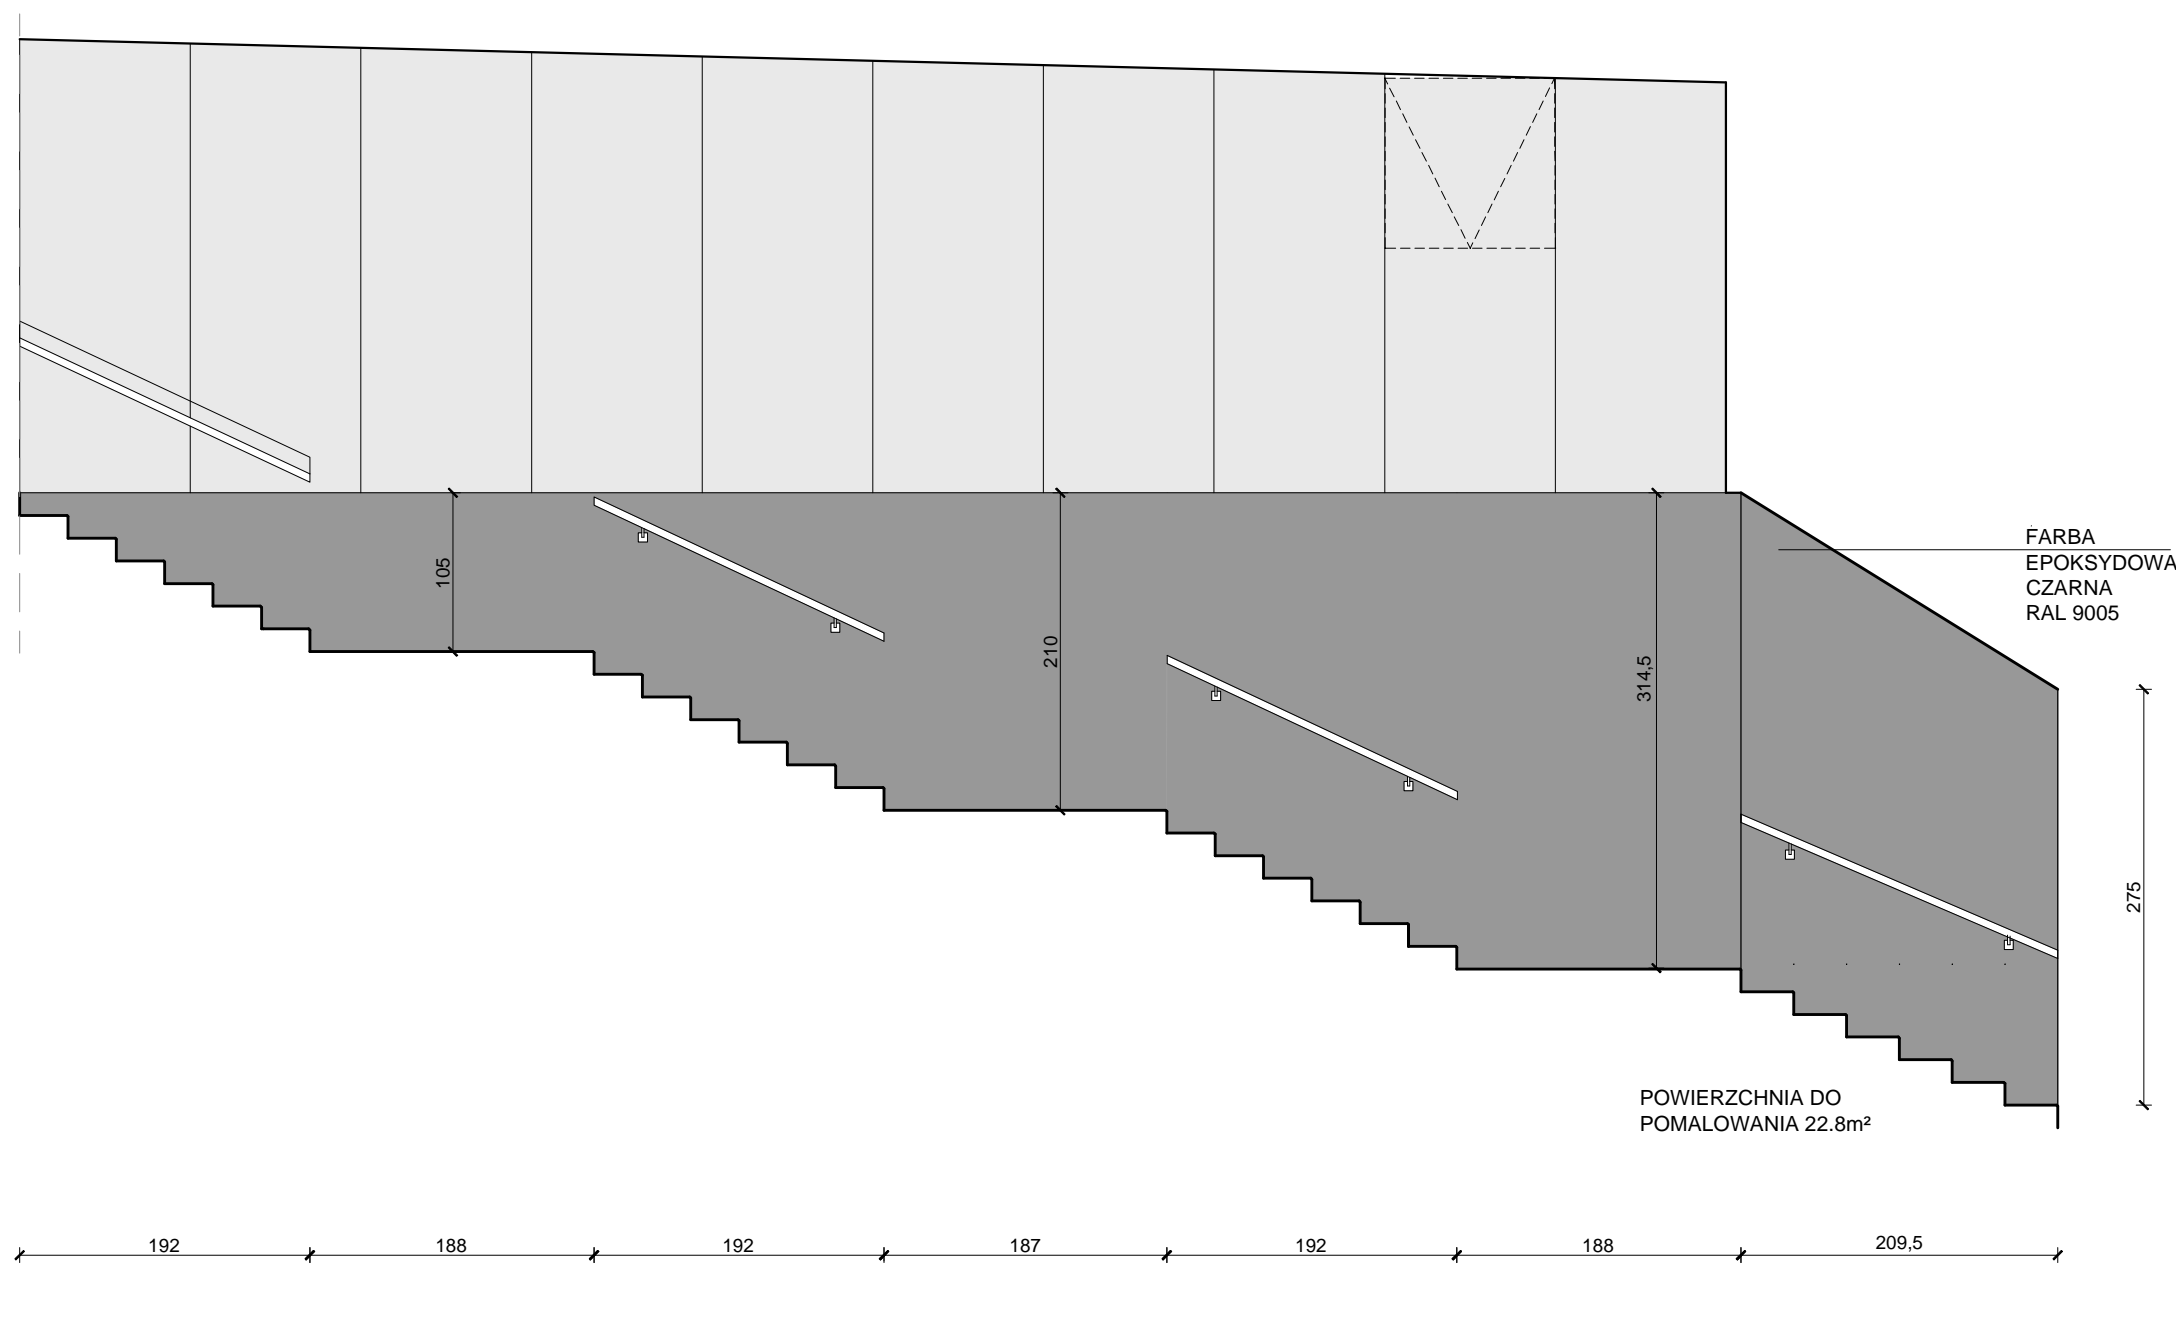 FARBA
EPOKSYDOWA
CZARNA
RAL 9005
105
210
314,5
275
POWIERZCHNIA DO
POMALOWANIA 22.8m²
192
188
192
187
192
188
209,5